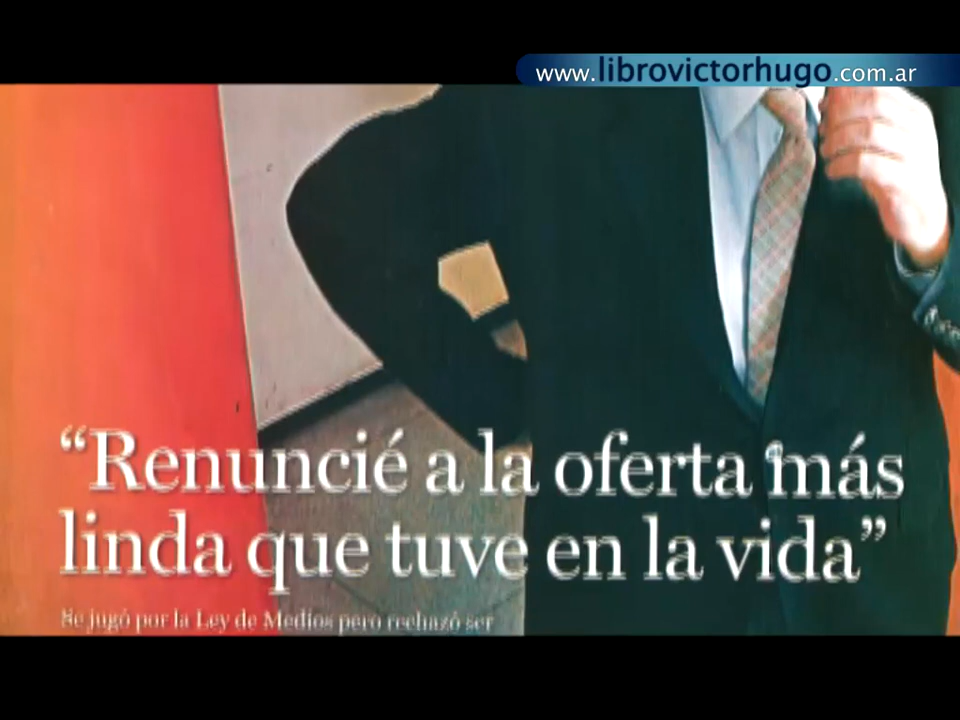 www.librovictorhugo.com.ar
“Renuncié a la oferta más
linda que tuve en la vida”
Se jugó por la Ley de Medios pero rechazó ser